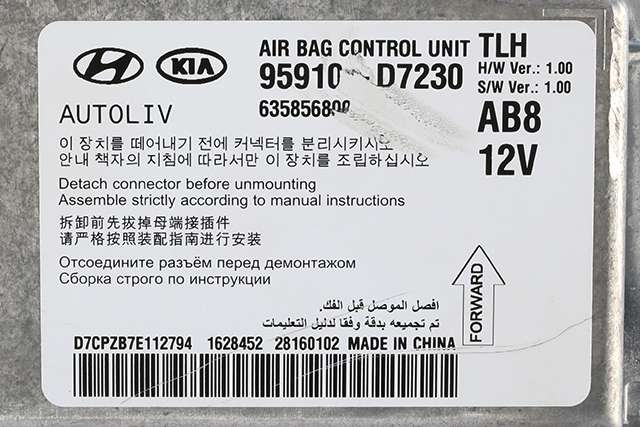 HYUNDAI KIA AIR BAG CONTROL UNIT TLH
95910 - D7230 H/W Ver.: 1.00
S/W Ver.: 1.00
AUTOLIV AB8
12V
이 장치를 떼어내기 전에 커넥터를 분리시키시오
안내 책자의 지침에 따라서만 이 장치를 조립하십시오
Detach connector before unmounting
Assemble strictly according to manual instructions
拆卸前先拔掉母端接插件
请严格按照装配指南进行安装
Отсоедините разъём перед демонтажом
Сборка строго по инструкции
افصل الموصل قبل الفك.
تم تجميعه بدقة وفقا لدليل التعليمات
FORWARD
D7CPZB7E112794 1628452 28160102 MADE IN CHINA